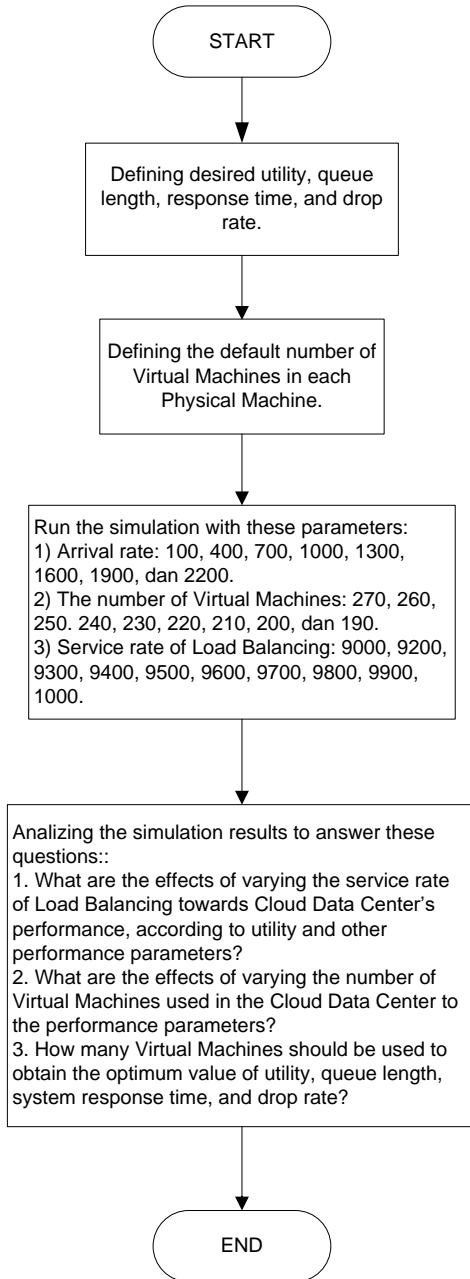 START
Defining desired utility, queue
length, response time, and drop
rate.
Defining the default number of
Virtual Machines in each
Physical Machine.
Run the simulation with these parameters:
1) Arrival rate: 100, 400, 700, 1000, 1300,
1600, 1900, dan 2200.
2) The number of Virtual Machines: 270, 260,
250. 240, 230, 220, 210, 200, dan 190.
3) Service rate of Load Balancing: 9000, 9200,
9300, 9400, 9500, 9600, 9700, 9800, 9900,
1000.
Analizing the simulation results to answer these
questions::
1. What are the effects of varying the service rate
of Load Balancing towards Cloud Data Center’s
performance, according to utility and other
performance parameters?
2. What are the effects of varying the number of
Virtual Machines used in the Cloud Data Center to
the performance parameters?
3. How many Virtual Machines should be used to
obtain the optimum value of utility, queue length,
system response time, and drop rate?
END